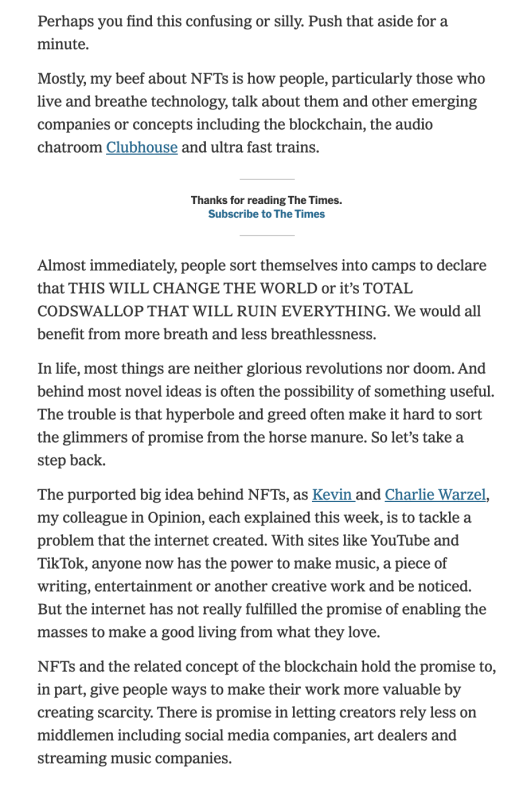 Perhaps you find this confusing or silly. Push that aside for a
minute.
Mostly, my beef about NFTs is how people, particularly those who
live and breathe technology, talk about them and other emerging
companies or concepts including the blockchain, the audio
chatroom Clubhouse and ultra fast trains.
Thanks for reading The Times.
Subscribe to The Times
Almost immediately, people sort themselves into camps to declare
that THIS WILL CHANGE THE WORLD or it’s TOTAL
CODSWALLOP THAT WILL RUIN EVERYTHING. We would all
benefit from more breath and less breathlessness.
In life, most things are neither glorious revolutions nor doom. And
behind most novel ideas is often the possibility of something useful.
The trouble is that hyperbole and greed often make it hard to sort
the glimmers of promise from the horse manure. So let’s take a
step back.
The purported big idea behind NFTs, as Kevin and Charlie Warzel,
my colleague in Opinion, each explained this week, is to tackle a
problem that the internet created. With sites like YouTube and
TikTok, anyone now has the power to make music, a piece of
writing, entertainment or another creative work and be noticed.
But the internet has not really fulfilled the promise of enabling the
masses to make a good living from what they love.
NFTs and the related concept of the blockchain hold the promise to,
in part, give people ways to make their work more valuable by
creating scarcity. There is promise in letting creators rely less on
middlemen including social media companies, art dealers and
streaming music companies.